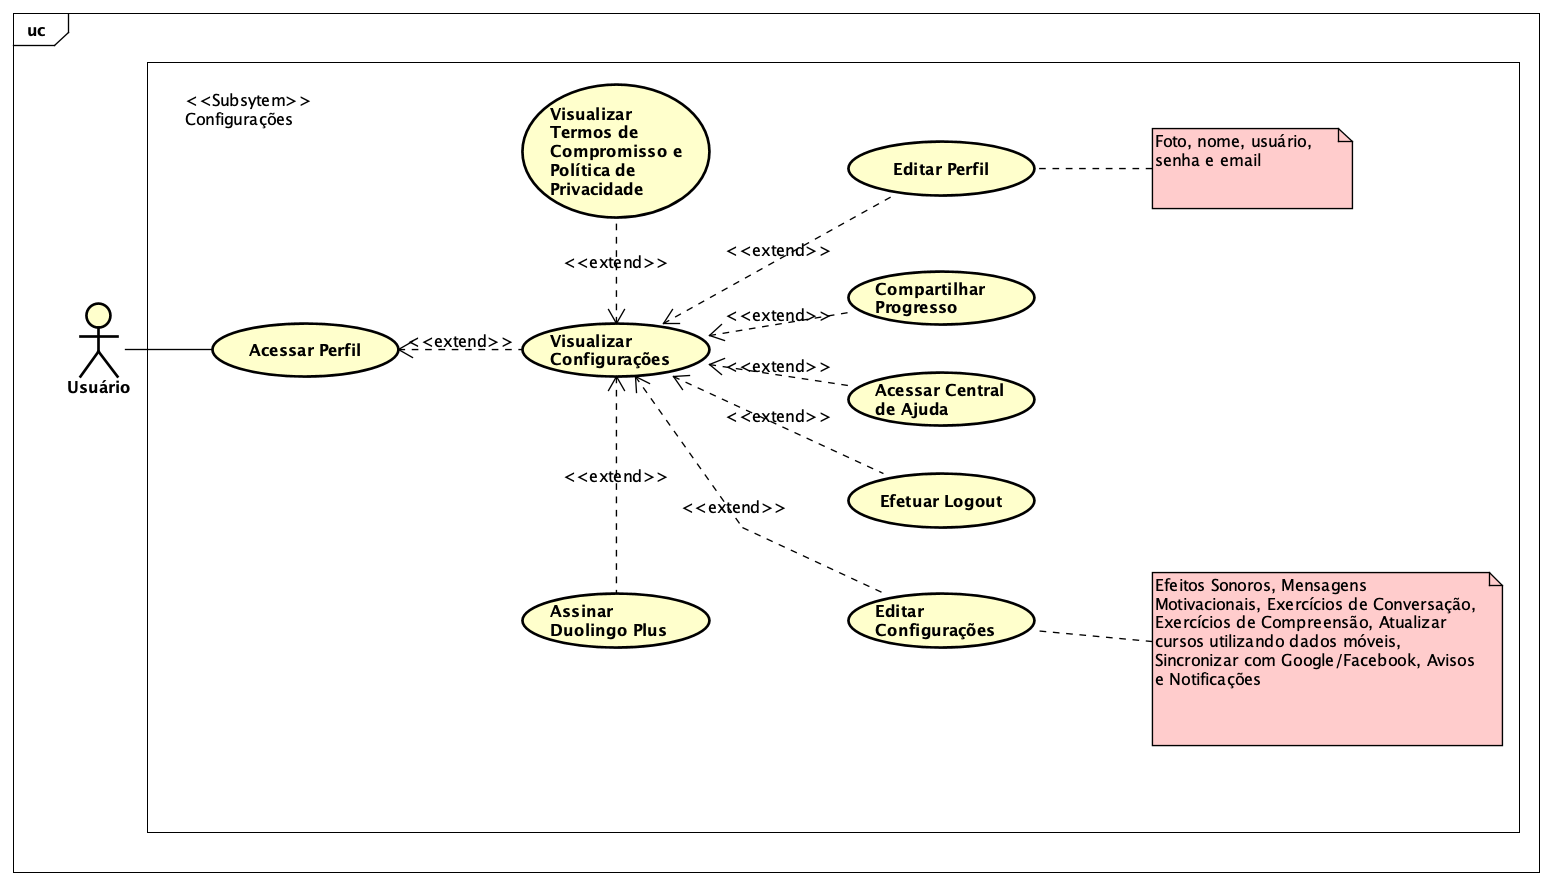 uc
<<Subsytem>>
Configurações
Visualizar
Termos de
Compromisso e
Política de
Privacidade
Editar Perfil
Foto, nome, usuário,
senha e email
<<extend>>
<<extend>>
Compartilhar
Progresso
<<extend>>
Usuário
Acessar Perfil
<<extend>>
Visualizar
Configurações
<<extend>>
Acessar Central
de Ajuda
<<extend>>
<<extend>>
Efetuar Logout
<<extend>>
Assinar
Duolingo Plus
Editar
Configurações
Efeitos Sonoros, Mensagens
Motivacionais, Exercícios de Conversação,
Exercícios de Compreensão, Atualizar
cursos utilizando dados móveis,
Sincronizar com Google/Facebook, Avisos
e Notificações